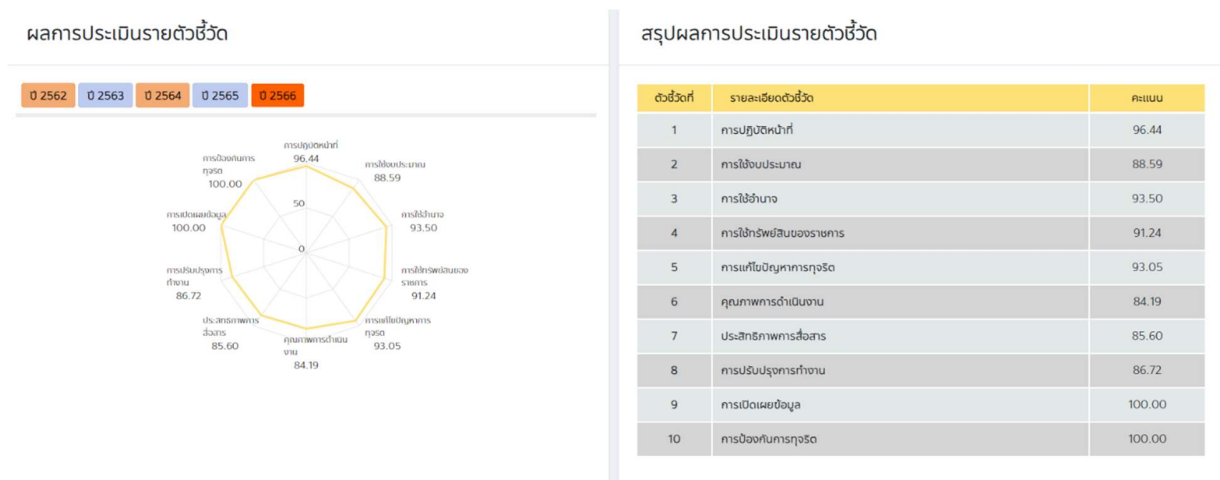 ผลการประเมินรายตัวชี้วัด
ปี 2562 ปี 2563 ปี 2564 ปี 2565 ปี 2566
การปฏิบัติหน้าที่
96.44
การใช้งบประมาณ
88.59
การใช้อำนาจ
93.50
การใช้ทรัพย์สินของ
ราชการ
91.24
การแก้ไขปัญหาการ
ทุจริต
93.05
คุณภาพการดำเนิน
งาน
84.19
ประสิทธิภาพการ
สื่อสาร
85.60
การปรับปรุงการ
ทำงาน
86.72
การเปิดเผยข้อมูล
100.00
การป้องกันการ
ทุจริต
100.00
50
0
สรุปผลการประเมินรายตัวชี้วัด
ตัวชี้วัดที่ รายละเอียดตัวชี้วัด คะแนน
1 การปฏิบัติหน้าที่ 96.44
2 การใช้งบประมาณ 88.59
3 การใช้อำนาจ 93.50
4 การใช้ทรัพย์สินของราชการ 91.24
5 การแก้ไขปัญหาการทุจริต 93.05
6 คุณภาพการดำเนินงาน 84.19
7 ประสิทธิภาพการสื่อสาร 85.60
8 การปรับปรุงการทำงาน 86.72
9 การเปิดเผยข้อมูล 100.00
10 การป้องกันการทุจริต 100.00